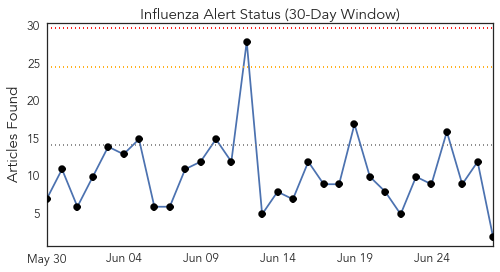 Influenza Alert Status (30-Day Window)
Articles Found
30
25
20
15
10
5
May 30 Jun 04 Jun 09 Jun 14 Jun 19 Jun 24